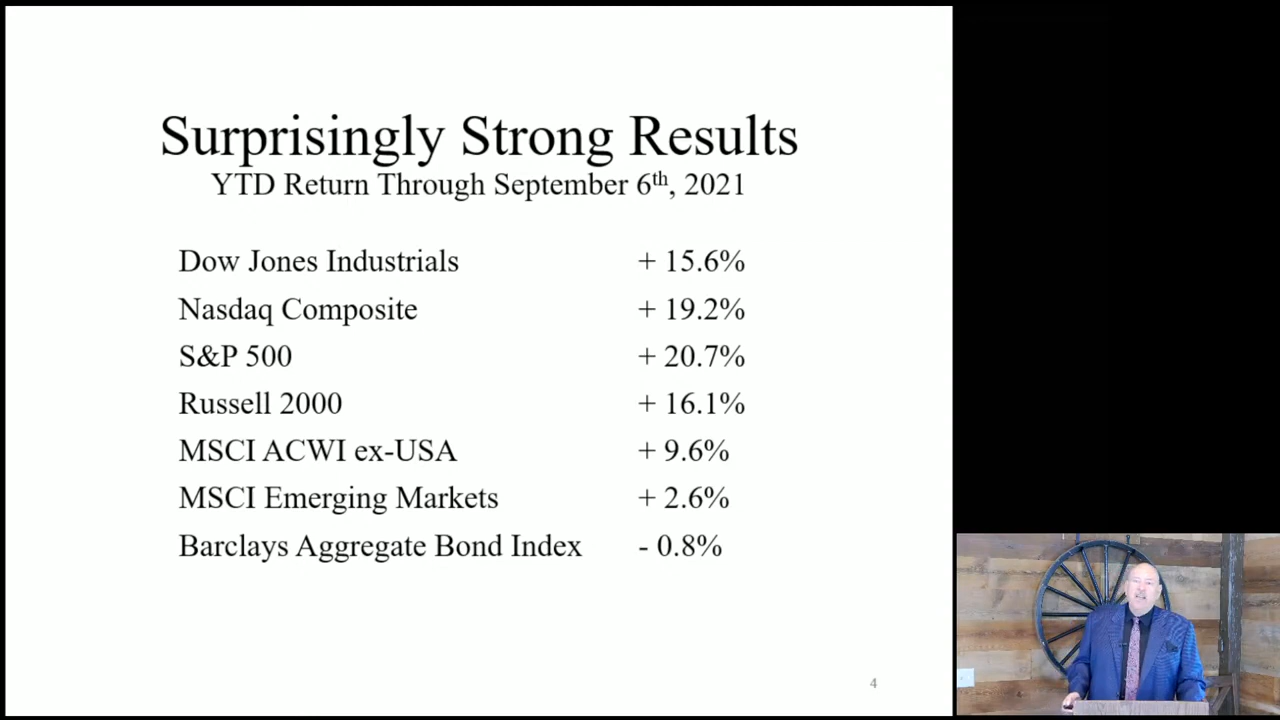 Surprisingly Strong Results
YTD Return Through September 6th, 2021
Dow Jones Industrials + 15.6%
Nasdaq Composite + 19.2%
S&P 500 + 20.7%
Russell 2000 + 16.1%
MSCI ACWI ex-USA + 9.6%
MSCI Emerging Markets + 2.6%
Barclays Aggregate Bond Index - 0.8%
4